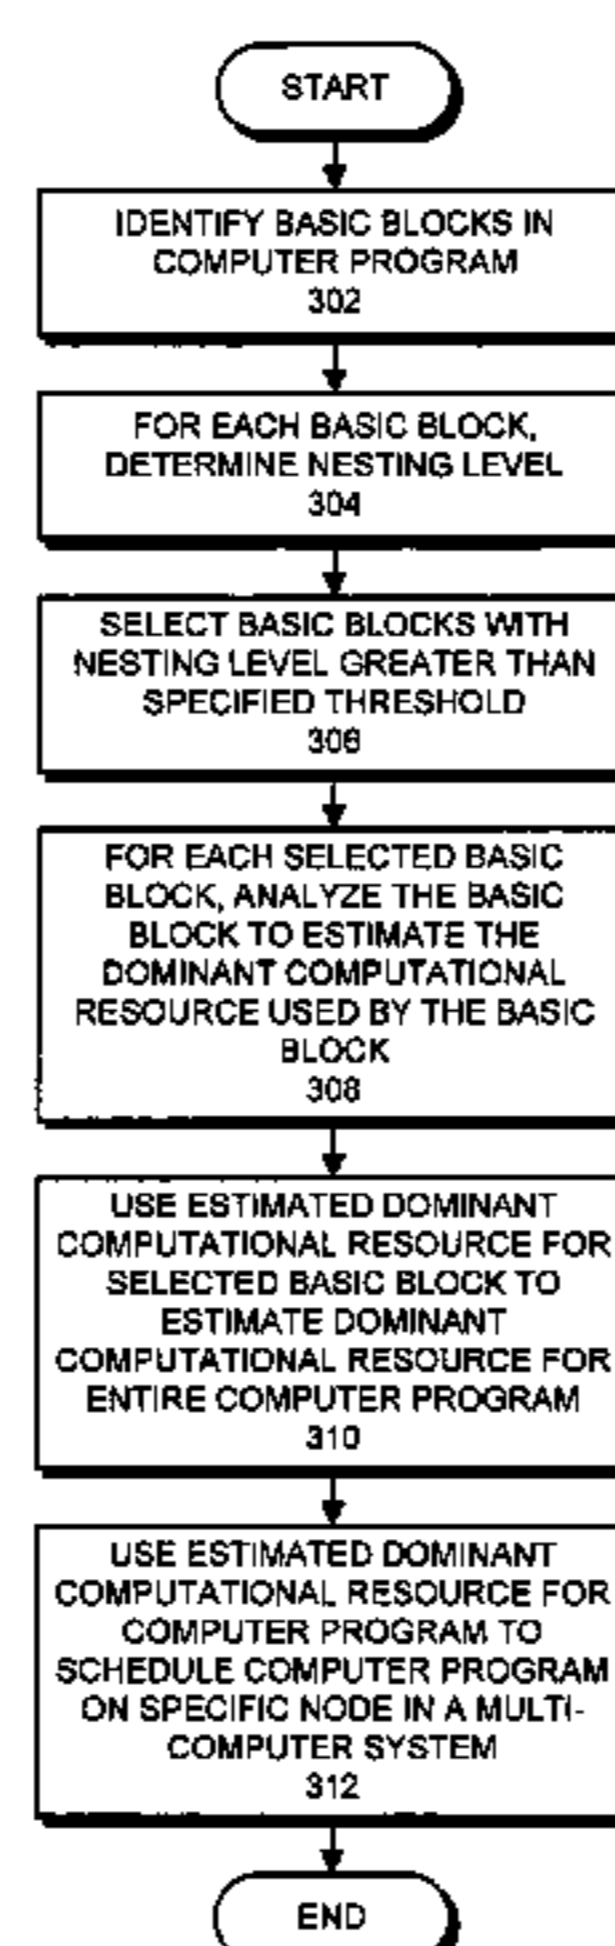 START
IDENTIFY BASIC BLOCKS IN
COMPUTER PROGRAM
302
FOR EACH BASIC BLOCK,
DETERMINE NESTING LEVEL
304
SELECT BASIC BLOCKS WITH
NESTING LEVEL GREATER THAN
SPECIFIED THRESHOLD
306
FOR EACH SELECTED BASIC
BLOCK, ANALYZE THE BASIC
BLOCK TO ESTIMATE THE
DOMINANT COMPUTATIONAL
RESOURCE USED BY THE BASIC
BLOCK
308
USE ESTIMATED DOMINANT
COMPUTATIONAL RESOURCE FOR
SELECTED BASIC BLOCK TO
ESTIMATE DOMINANT
COMPUTATIONAL RESOURCE FOR
ENTIRE COMPUTER PROGRAM
310
USE ESTIMATED DOMINANT
COMPUTATIONAL RESOURCE FOR
COMPUTER PROGRAM TO
SCHEDULE COMPUTER PROGRAM
ON SPECIFIC NODE IN A MULTI-
COMPUTER SYSTEM
312
END